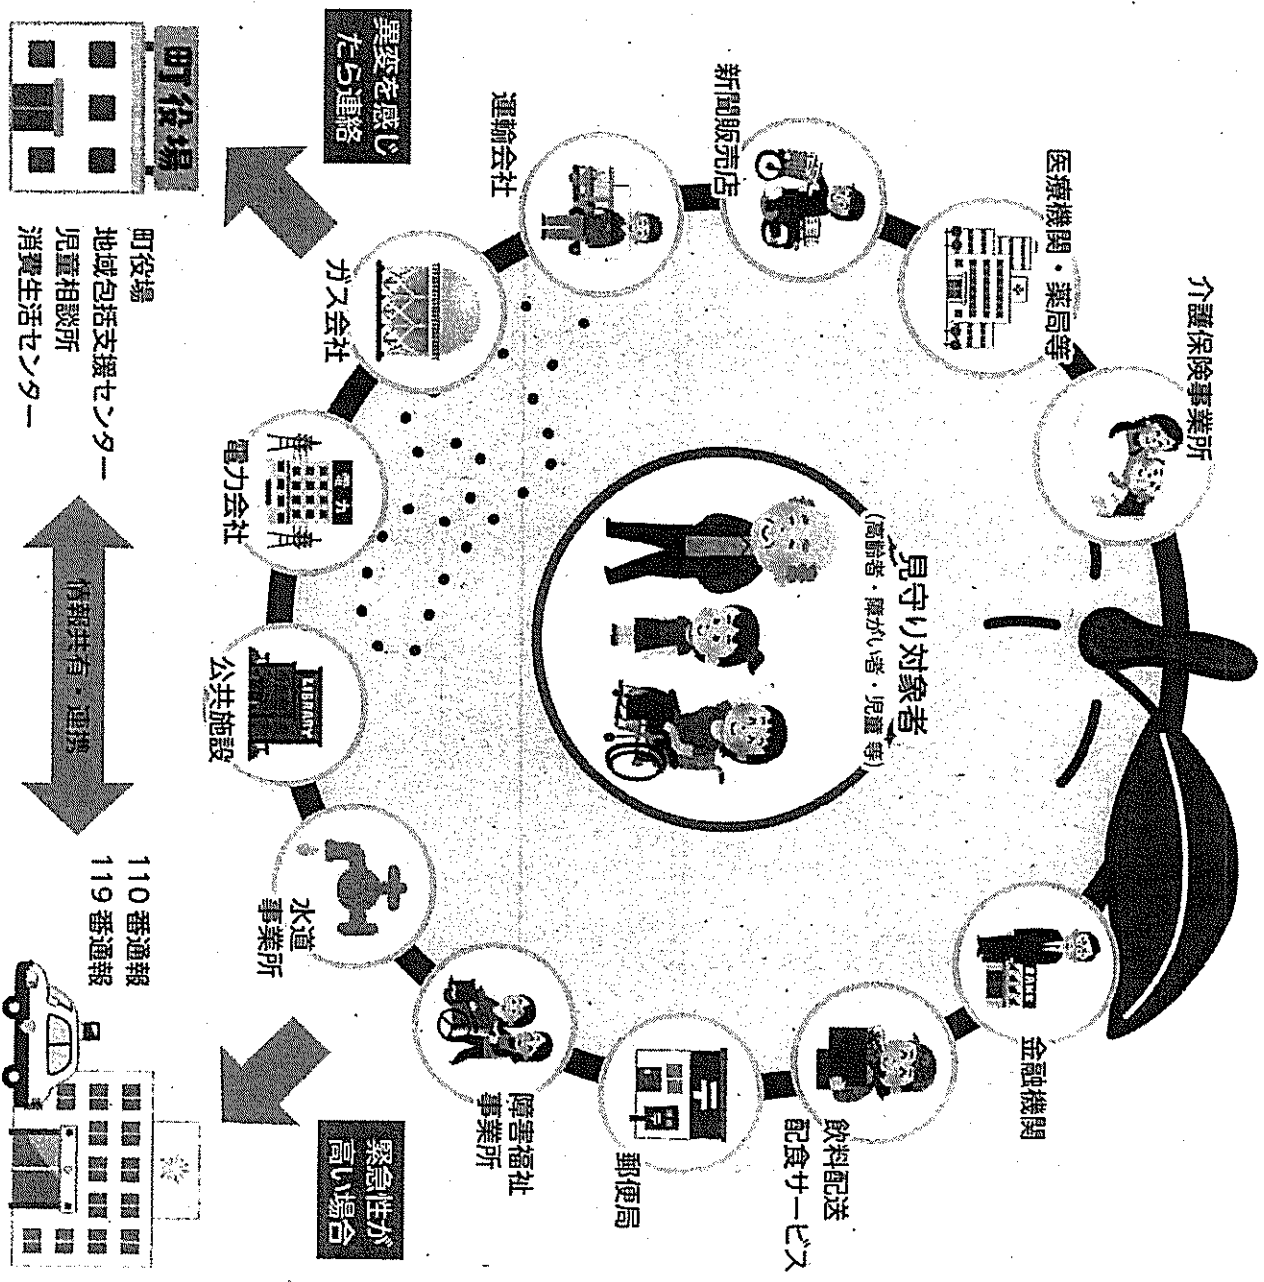 見守り対象者
(高齢者・障がい者・児童 等)
介護保険事業所
医療機関・薬局等
新聞販売店
運輸会社
ガス会社
電力会社
電力
公共施設
LIBRARY
水道
事業所
障害福祉
事業所
郵便局
飲料配送
配食サービス
金融機関
BANK
異変を感じ
たら連絡
町役場
町役場
地域包括支援センター
児童相談所
消費生活センター
情報共有・連携
緊急性が
高い場合
110番通報
119番通報